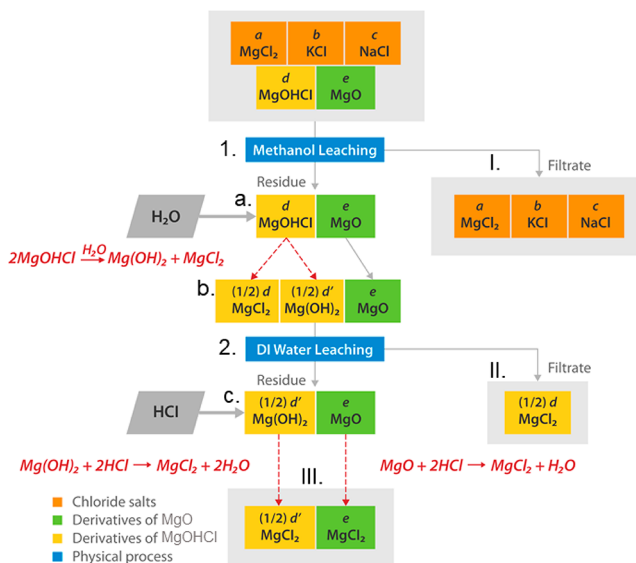 a b c
MgCl₂ KCl NaCl
d e
MgOHCl MgO
1. Methanol Leaching
I. Filtrate
Residue
a b c
MgCl₂ KCl NaCl
a. d e
H₂O MgOHCl MgO
2MgOHCl H₂O→ Mg(OH)₂ + MgCl₂
b. (1/2) d (1/2) d' e
MgCl₂ Mg(OH)₂ MgO
2. DI Water Leaching
II. Filtrate
Residue
(1/2) d
MgCl₂
c. (1/2) d' e
HCl Mg(OH)₂ MgO
Mg(OH)₂ + 2HCl → MgCl₂ + 2H₂O
MgO + 2HCl → MgCl₂ + H₂O
III.
(1/2) d' e
MgCl₂ MgCl₂
Chloride salts
Derivatives of MgO
Derivatives of MgOHCl
Physical process